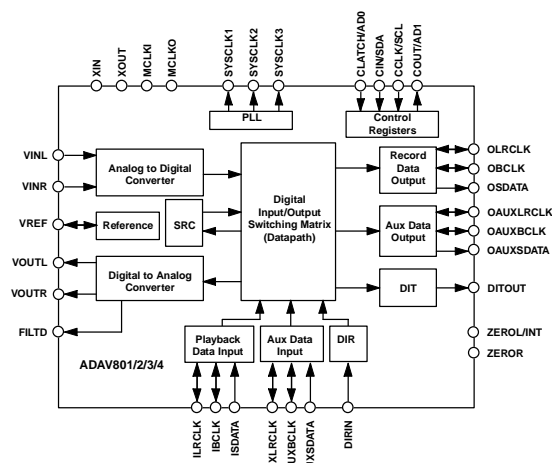 XIN
XOUT
MCLKI
MCLKO
SYSCLK1
SYSCLK2
SYSCLK3
CLATCH/AD0
CIN/SDA
CCLK/SCL
COUT/AD1
PLL
Control
Registers
VINL
VINR
VREF
VOUTL
VOUTR
FILTD
Analog to Digital
Converter
Reference
SRC
Digital to Analog
Converter
Digital
Input/Output
Switching Matrix
(Datapath)
Record
Data
Output
Aux Data
Output
DIT
OLRCLK
OBCLK
OSDATA
OAUXLRCLK
OAUXBCLK
OAUXSDATA
DITOUT
ZEROL/INT
ZEROR
Playback
Data Input
Aux Data
Input
DIR
ADAV801/2/3/4
ILRCLK
IBCLK
ISDATA
XLRCLK
UXBCLK
UXSDATA
DIRIN